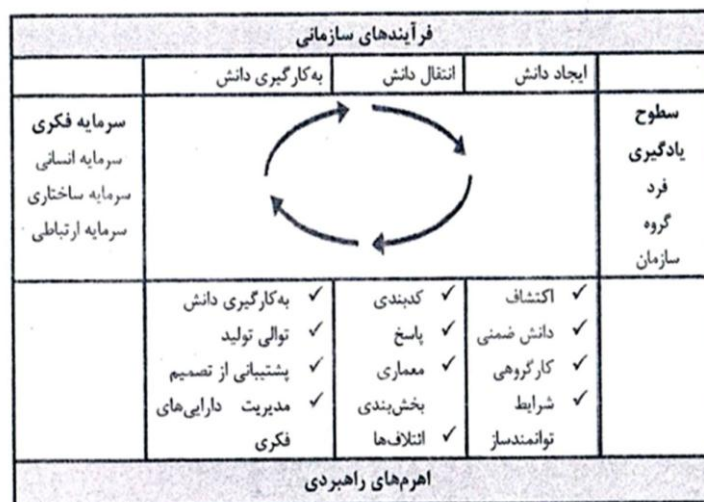 فرآیندهای سازمانی
ایجاد دانش
انتقال دانش
به‌کارگیری دانش
سطوح
یادگیری
فرد
گروه
سازمان
سرمایه فکری
سرمایه انسانی
سرمایه ساختاری
سرمایه ارتباطی
✓ اکتشاف
✓ دانش ضمنی
✓ کارگروهی
✓ شرایط
توانمندساز
✓ کدبندی
✓ پاسخ
✓ معماری
بخش‌بندی
✓ ائتلاف‌ها
✓ به‌کارگیری دانش
✓ توالی تولید
✓ پشتیبانی از تصمیم
✓ مدیریت دارایی‌های
فکری
اهرم‌های راهبردی